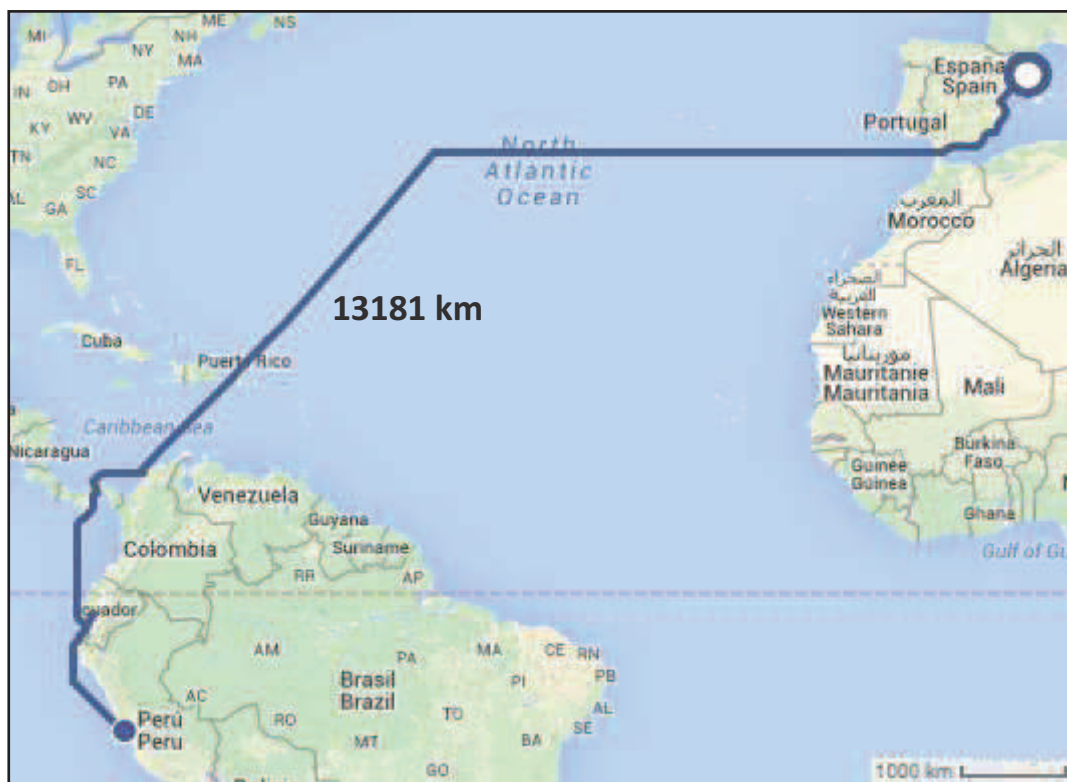 ME
NS
MI
NH
NY
MA
PA
IN
OH
DE
WV
KY
VA
TN
NC
SC
AL
GA
FL
España
Spain
Portugal
North
Atlantic
Ocean
المغرب
Morocco
الجزائر
Algeria
الصحراء
الغربية
Western
Sahara
13181 km
Cuba
Puerto Rico
موريتانيا
Mauritanie
Mauritania
Mali
Caribbean Sea
Nicaragua
Burkina
Faso
Guinée
Guinea
Ghana
Venezuela
Guyana
Suriname
Colombia
Gulf of Gu
RR
AP
cuador
AM
PA
MA
CE
RN
PB
PI
AL
SE
Brasil
Brazil
AC
TO
RO
BA
MT
GO
Perú
Peru
1000 km